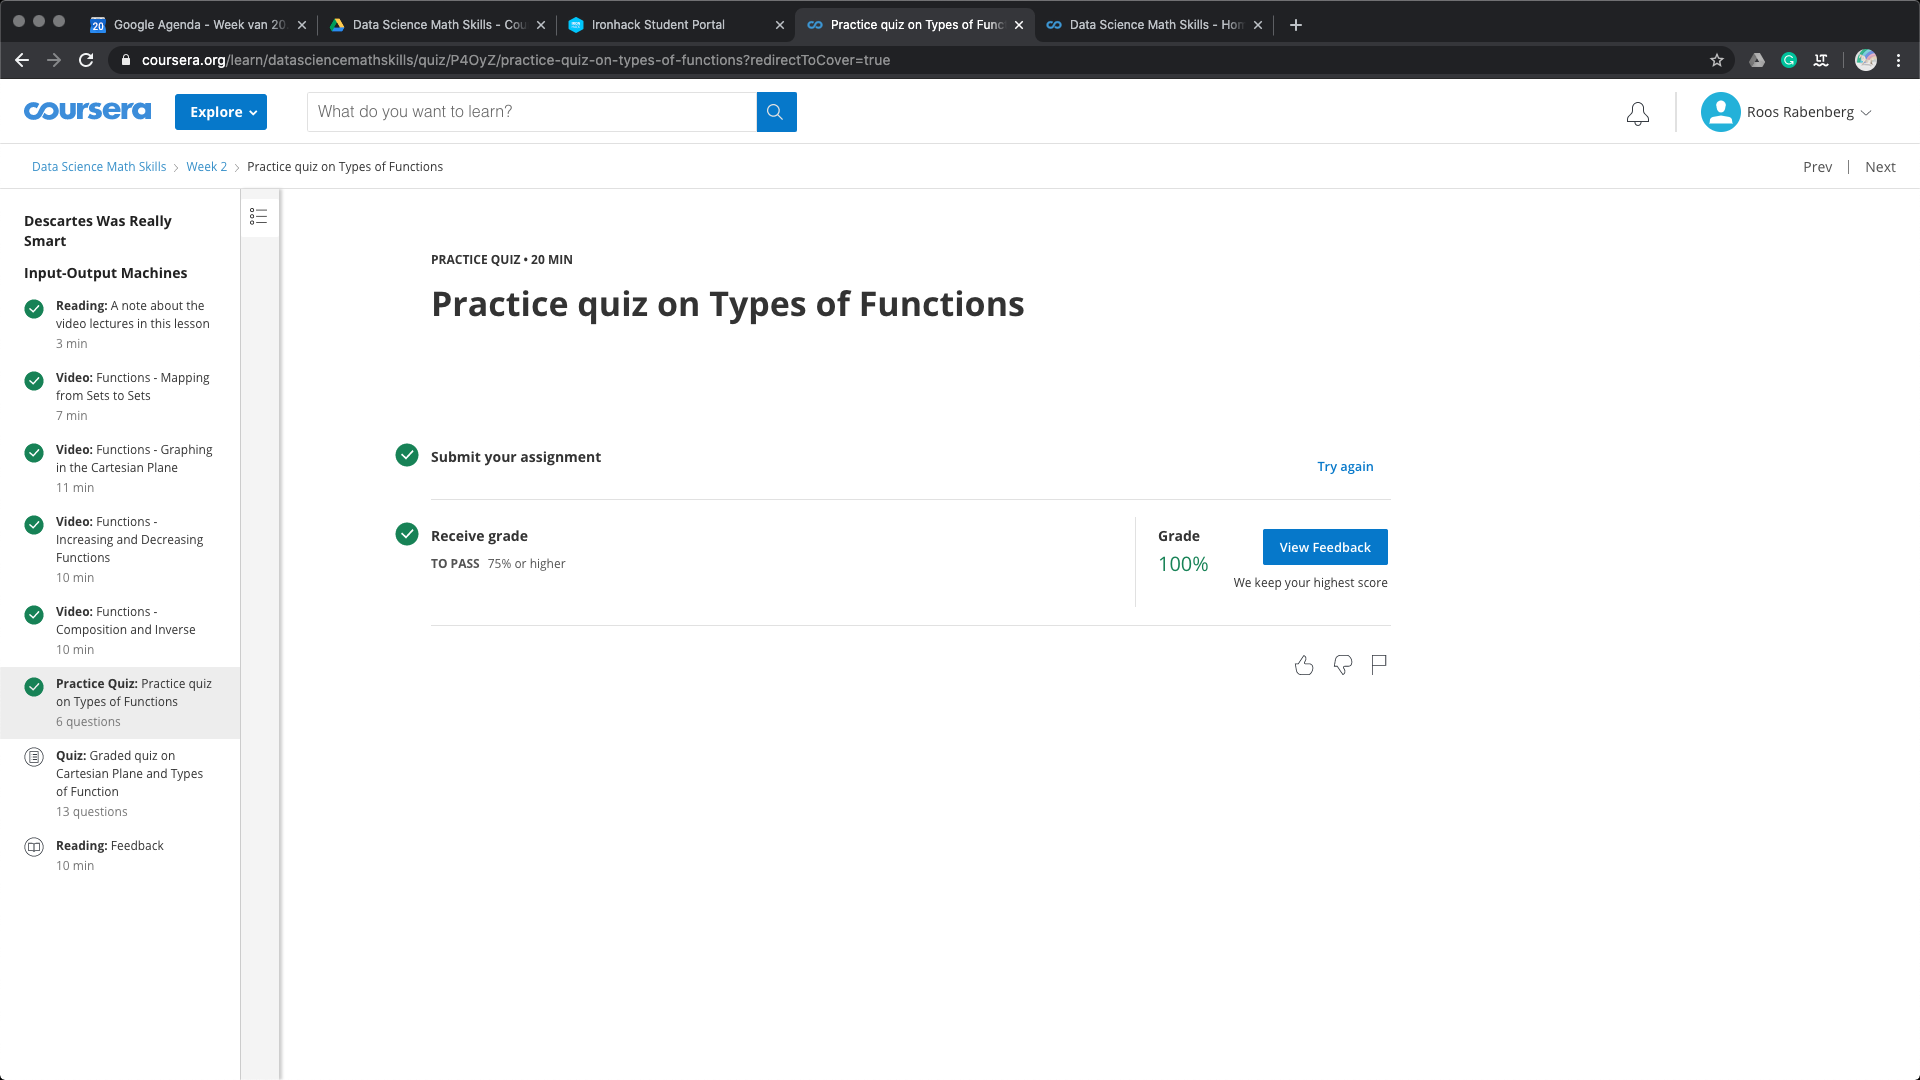 Google Agenda - Week van 20
Data Science Math Skills - Cou
Ironhack Student Portal
Practice quiz on Types of Func
Data Science Math Skills - Hom
coursera.org/learn/datasciencemathskills/quiz/P4OyZ/practice-quiz-on-types-of-functions?redirectToCover=true
coursera
Explore
What do you want to learn?
Roos Rabenberg
Data Science Math Skills
Week 2
Practice quiz on Types of Functions
Prev
Next
Descartes Was Really
Smart
Input-Output Machines
Reading: A note about the
video lectures in this lesson
3 min
Video: Functions - Mapping
from Sets to Sets
7 min
Video: Functions - Graphing
in the Cartesian Plane
11 min
Video: Functions -
Increasing and Decreasing
Functions
10 min
Video: Functions -
Composition and Inverse
10 min
Practice Quiz: Practice quiz
on Types of Functions
6 questions
Quiz: Graded quiz on
Cartesian Plane and Types
of Function
13 questions
Reading: Feedback
10 min
PRACTICE QUIZ • 20 MIN
Practice quiz on Types of Functions
Submit your assignment
Try again
Receive grade
TO PASS 75% or higher
Grade
100%
View Feedback
We keep your highest score